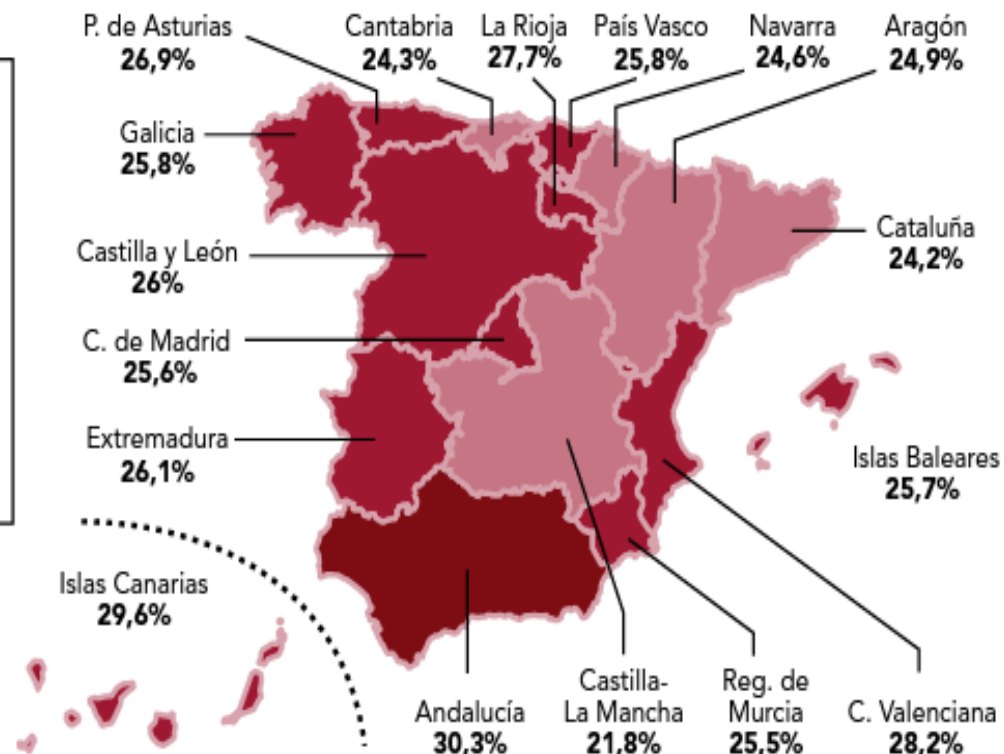 P. de Asturias
26,9%
Cantabria
24,3%
La Rioja
27,7%
País Vasco
25,8%
Navarra
24,6%
Aragón
24,9%
Galicia
25,8%
Cataluña
24,2%
Castilla y León
26%
C. de Madrid
25,6%
Extremadura
26,1%
Islas Baleares
25,7%
Islas Canarias
29,6%
Andalucía
30,3%
Castilla-
La Mancha
21,8%
Reg. de
Murcia
25,5%
C. Valenciana
28,2%